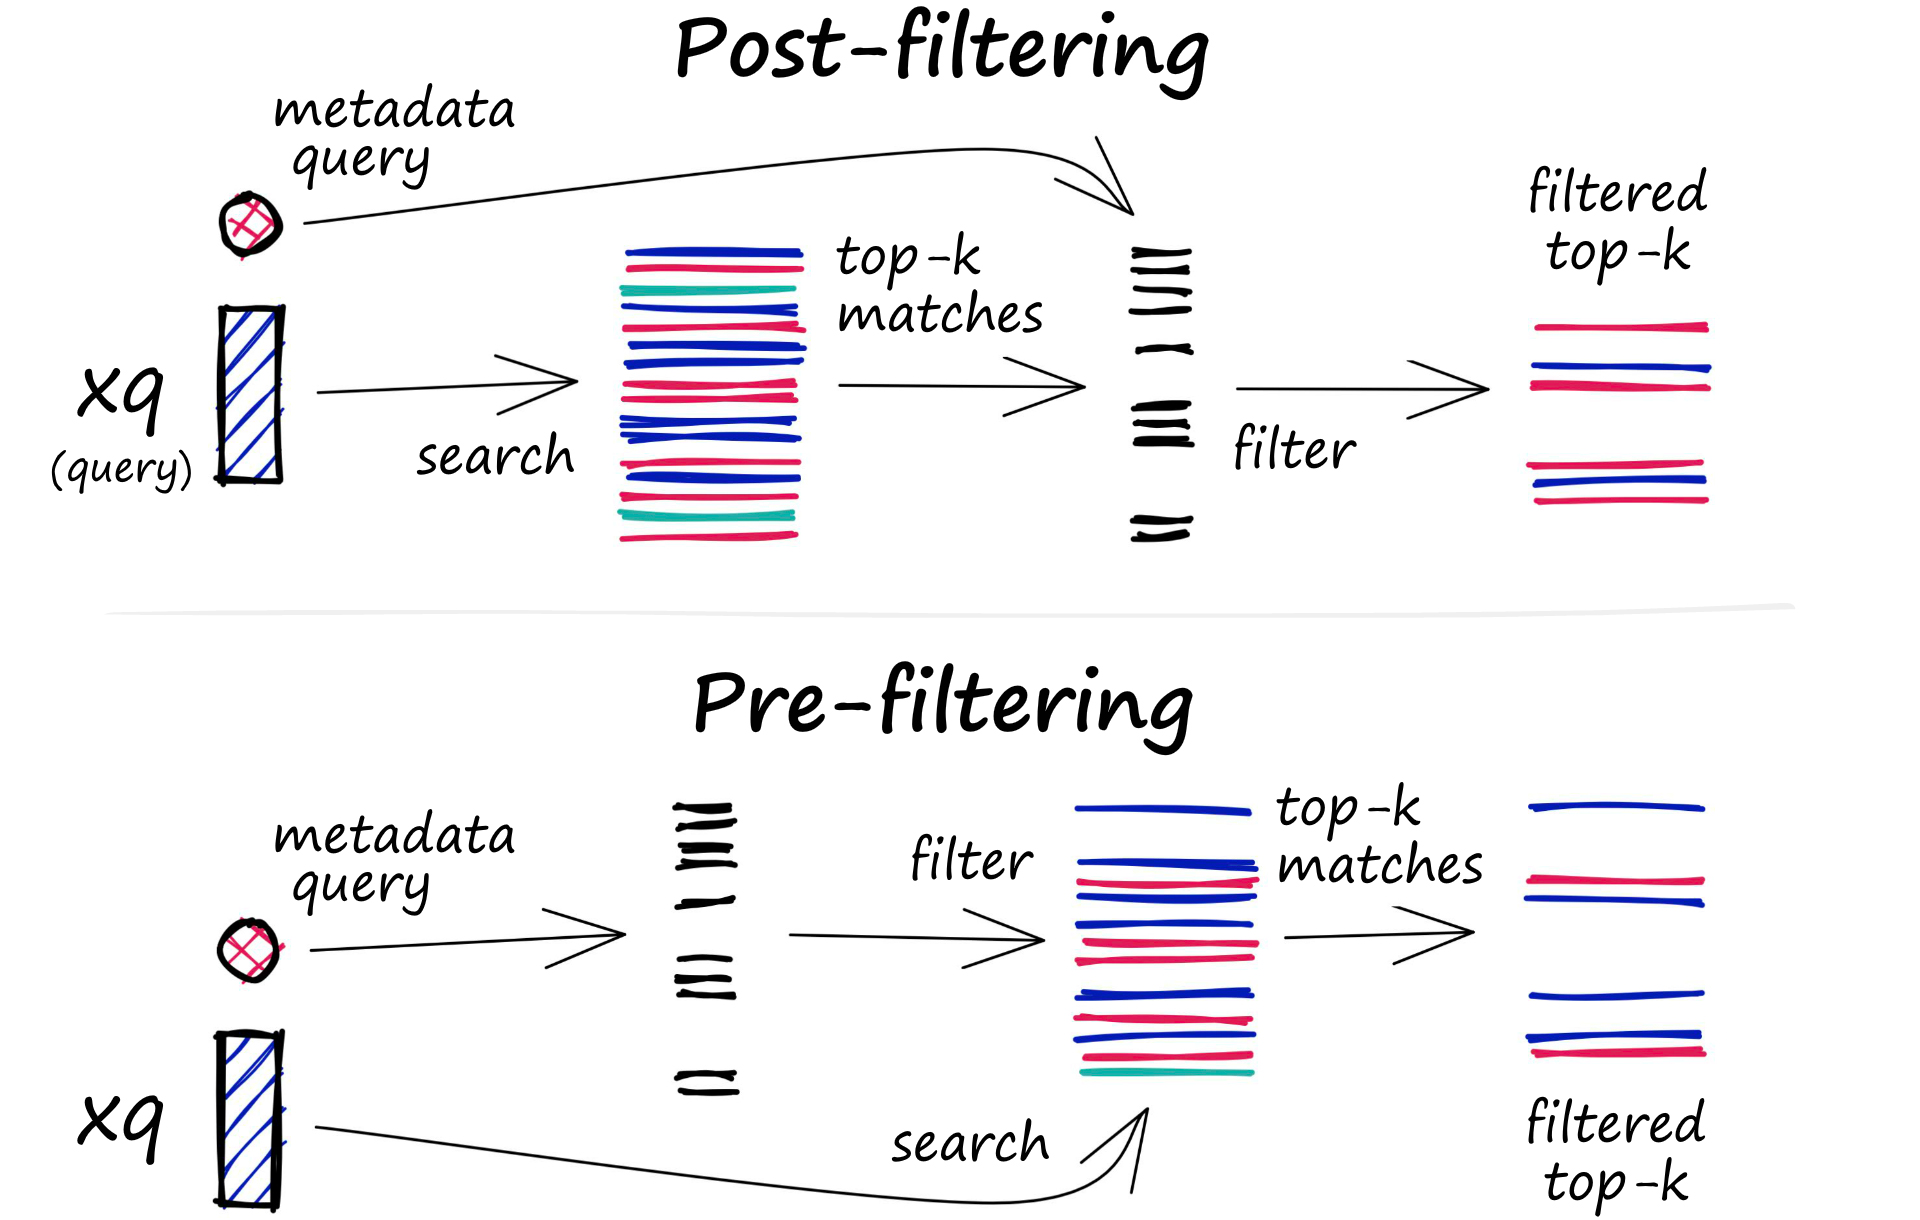 Post-filtering
metadata
query
xq
(query)
search
top-k
matches
filter
filtered
top-k
Pre-filtering
metadata
query
xq
filter
search
top-k
matches
filtered
top-k